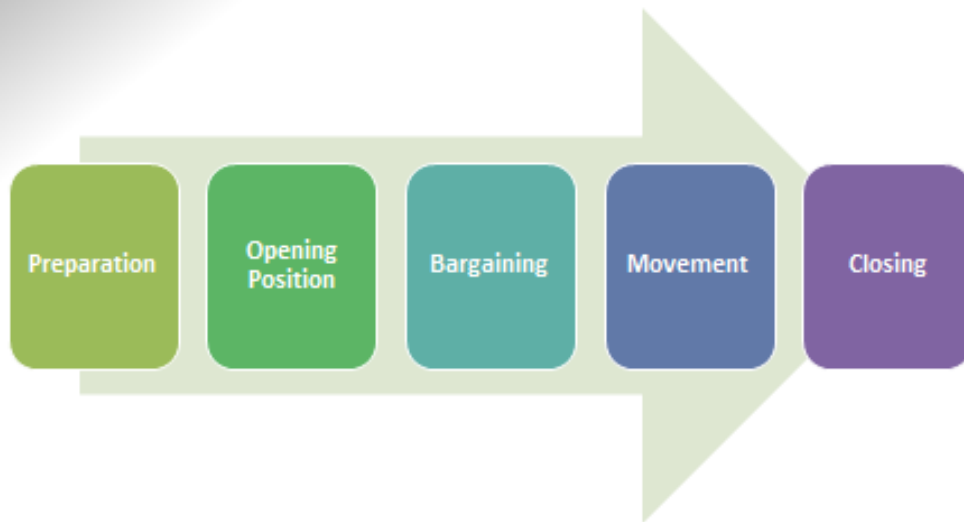 Preparation
Opening
Position
Bargaining
Movement
Closing